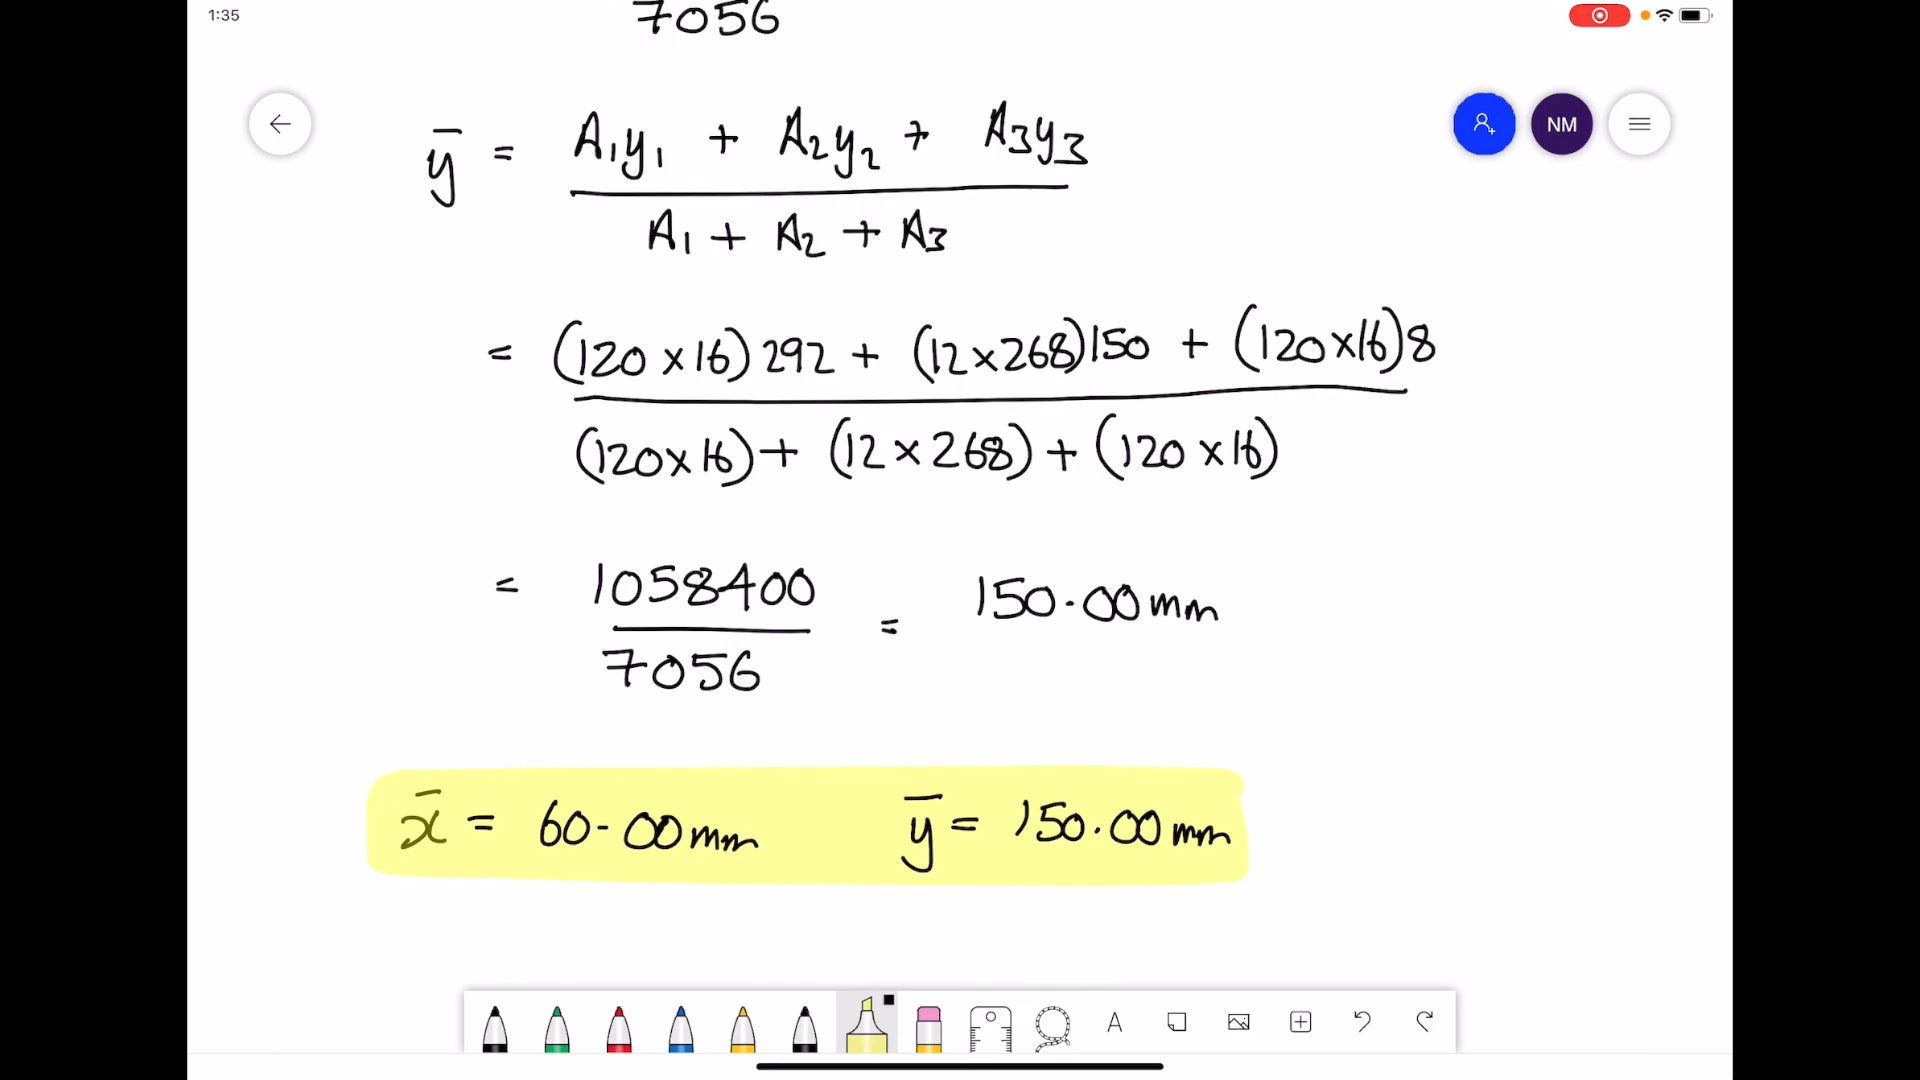 1:35
7056
NM
ȳ = A₁y₁ + A₂y₂ + A₃y₃
A₁ + A₂ + A₃
= (120 x 16) 292 + (12 x 268) 150 + (120 x 16) 8
(120 x 16) + (12 x 268) + (120 x 16)
= 1058400 = 150.00 mm
7056
x̄ = 60.00 mm ȳ = 150.00 mm
A